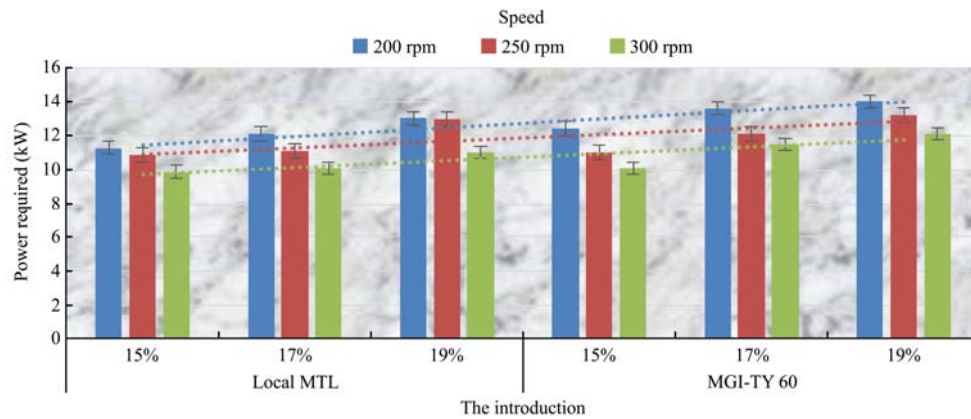 Speed
200 rpm 250 rpm 300 rpm
Power required (kW)
16
14
12
10
8
6
4
2
0
15% 17% 19% 15% 17% 19%
Local MTL MGI-TY 60
The introduction